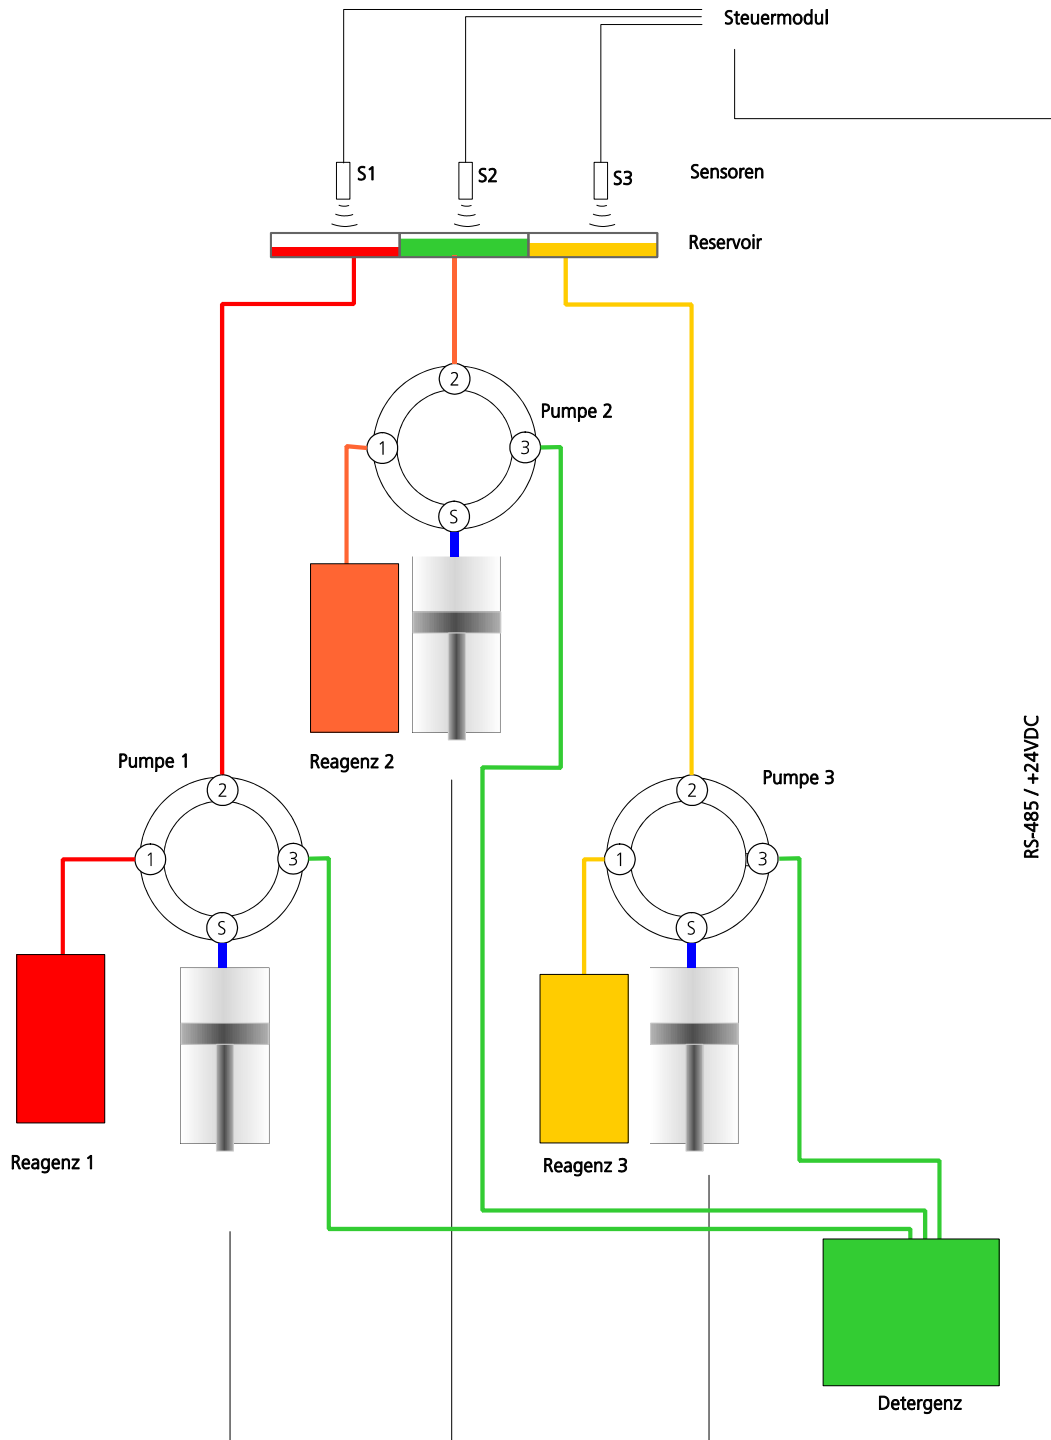 Steuermodul
S1
S2
S3
Sensoren
Reservoir
2
Pumpe 2
1
3
S
Reagenz 2
RS-485 / +24VDC
Pumpe 1
Pumpe 3
2
2
1
3
1
3
S
S
Reagenz 1
Reagenz 3
Detergenz